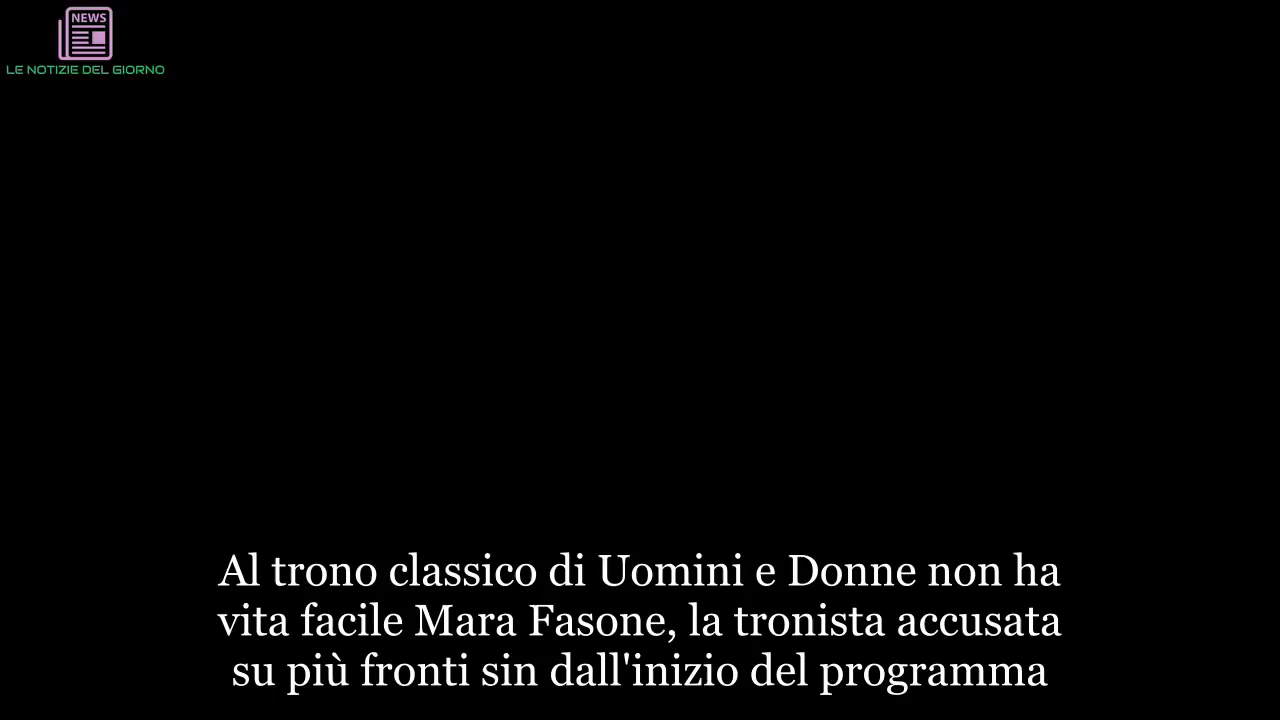 NEWS
LE NOTIZIE DEL GIORNO
Al trono classico di Uomini e Donne non ha
vita facile Mara Fasone, la tronista accusata
su più fronti sin dall'inizio del programma